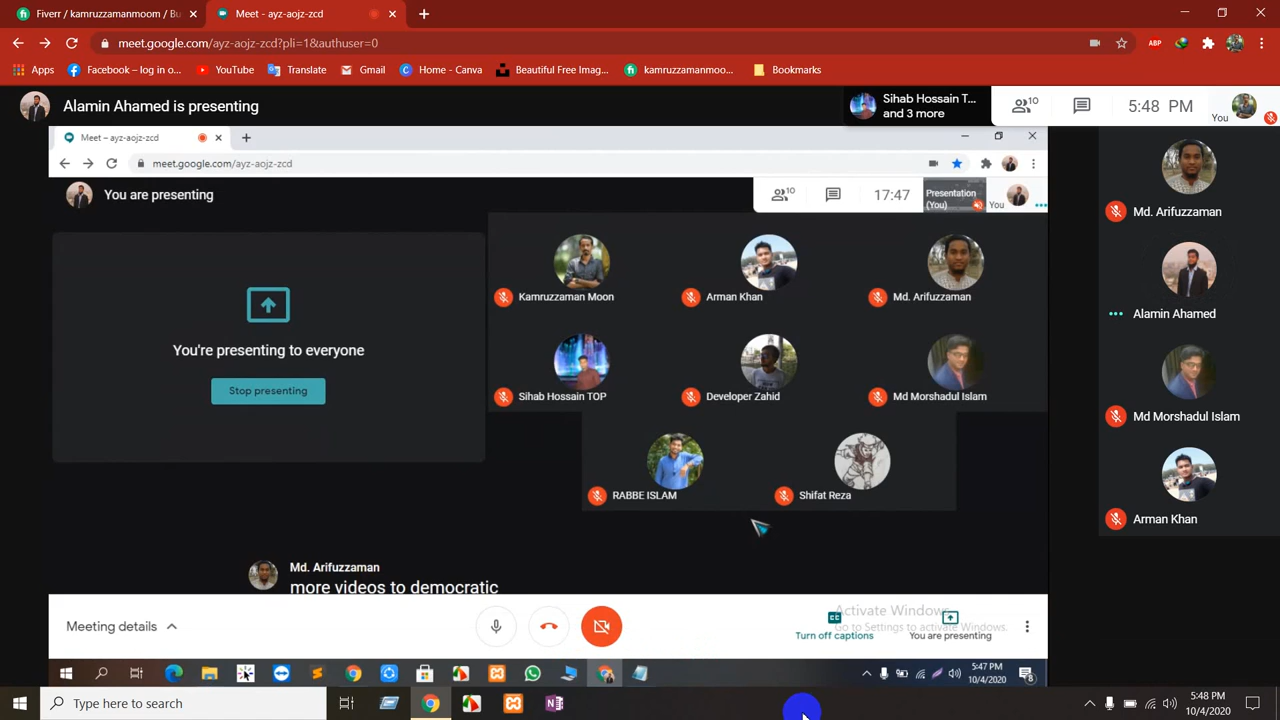 Fiverr / kamruzzamanmoom / Bu
Meet - ayz-aojz-zcd
meet.google.com/ayz-aojz-zcd?pli=1&authuser=0
ABP
Apps
Facebook – log in o...
YouTube
Translate
Gmail
Home - Canva
Beautiful Free Imag...
kamruzzamanmoo...
Bookmarks
Alamin Ahamed is presenting
Sihab Hossain T...
and 3 more
10
5:48 PM
You
Meet – ayz-aojz-zcd
meet.google.com/ayz-aojz-zcd
You are presenting
10
17:47
Presentation
(You)
You
You're presenting to everyone
Stop presenting
Kamruzzaman Moon
Arman Khan
Md. Arifuzzaman
Sihab Hossain TOP
Developer Zahid
Md Morshadul Islam
RABBE ISLAM
Shifat Reza
Md. Arifuzzaman
more videos to democratic
Md. Arifuzzaman
Alamin Ahamed
Md Morshadul Islam
Arman Khan
Meeting details
Turn off captions
You are presenting
Activate Windows
Go to Settings to activate Windows.
5:47 PM
10/4/2020
8
Type here to search
5:48 PM
10/4/2020